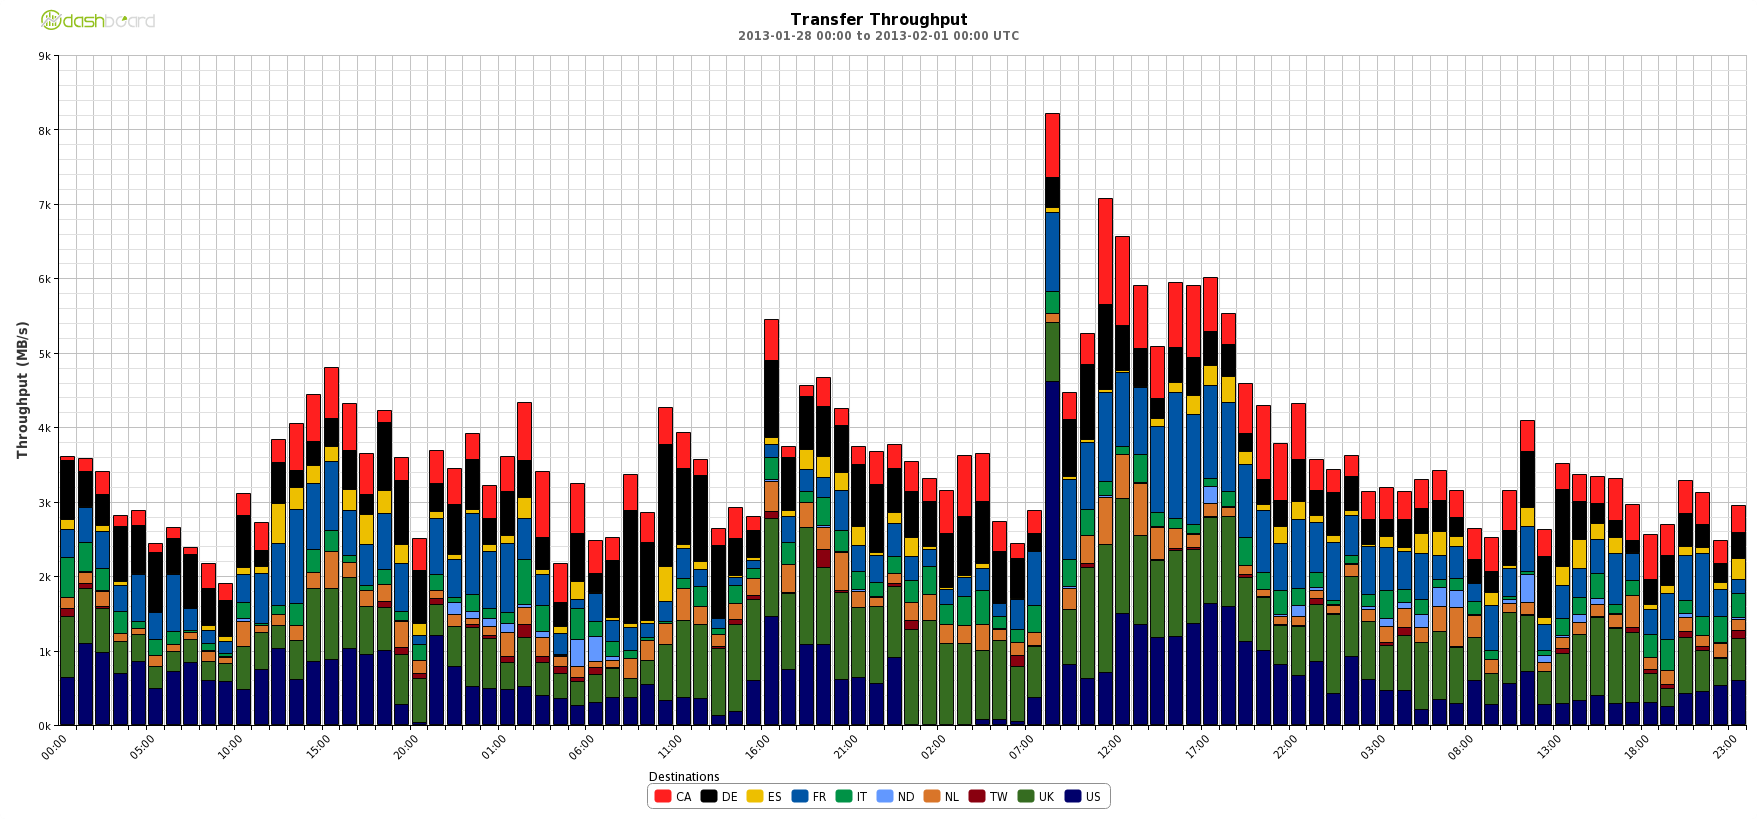 dashboard
Transfer Throughput
2013-01-28 00:00 to 2013-02-01 00:00 UTC
Throughput (MB/s)
9k
8k
7k
6k
5k
4k
3k
2k
1k
0k
00:00 05:00 10:00 15:00 20:00 01:00 06:00 11:00 16:00 21:00 02:00 07:00 12:00 17:00 22:00 03:00 08:00 13:00 18:00 23:00
Destinations
CA DE ES FR IT ND NL TW UK US